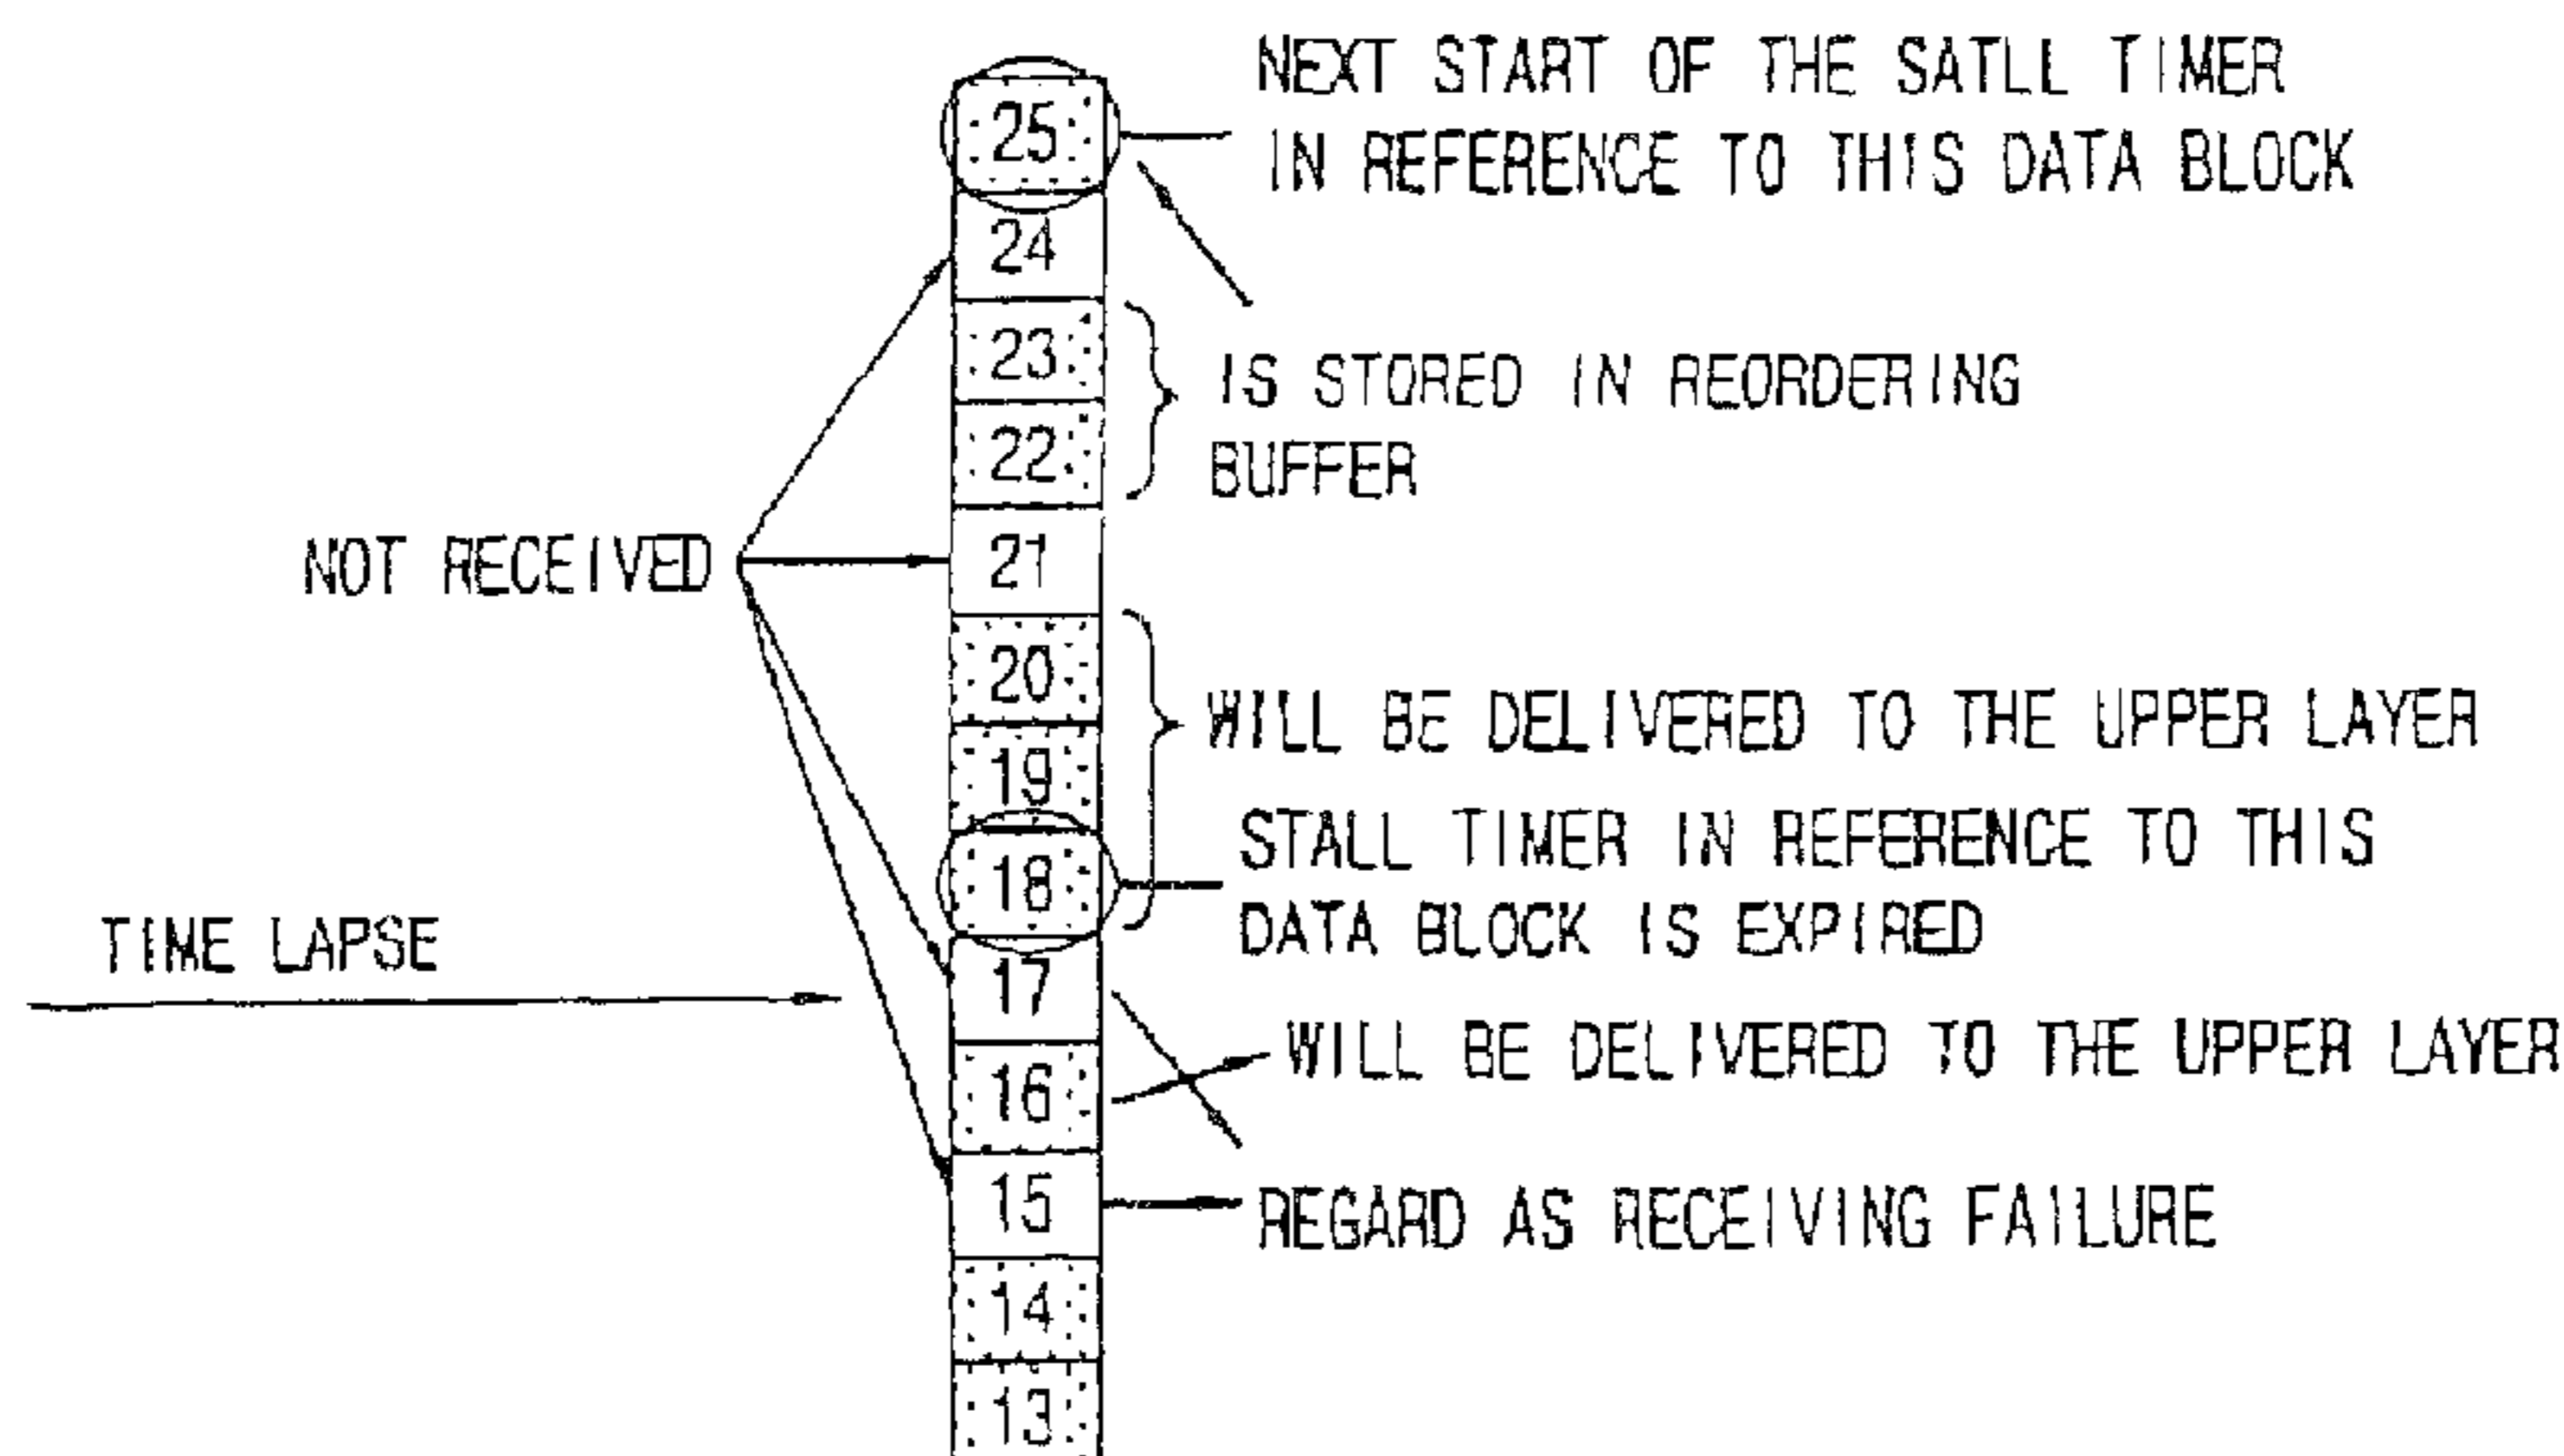 25
NEXT START OF THE SATLL TIMER
IN REFERENCE TO THIS DATA BLOCK
24
23
IS STORED IN REORDERING
22
BUFFER
NOT RECEIVED
21
20
WILL BE DELIVERED TO THE UPPER LAYER
19
STALL TIMER IN REFERENCE TO THIS
18
DATA BLOCK IS EXPIRED
TIME LAPSE
17
WILL BE DELIVERED TO THE UPPER LAYER
16
15
REGARD AS RECEIVING FAILURE
14
13